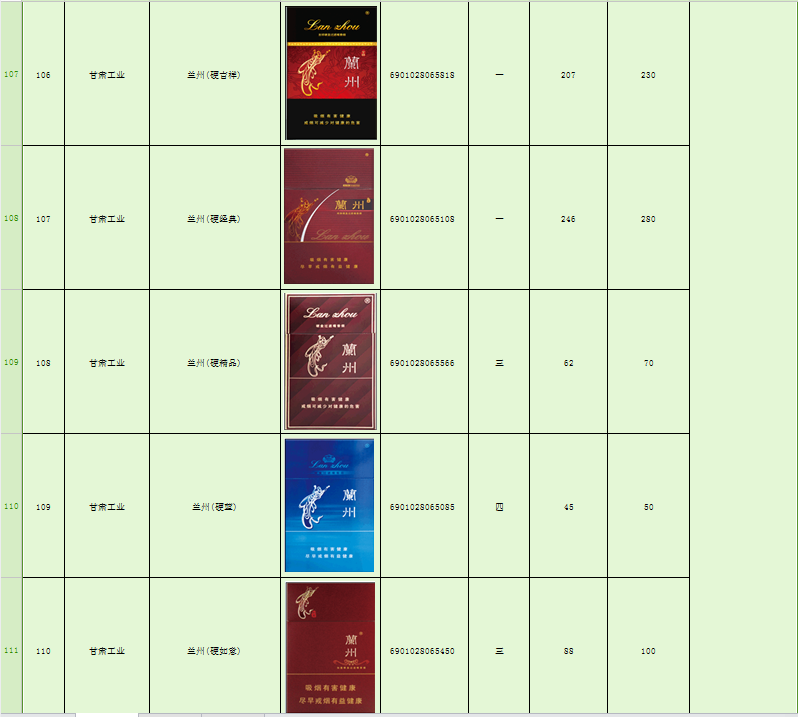 107
106
甘肃工业
兰州(硬吉祥)
Lan zhou
蘭
州
吸烟有害健康
戒烟可减少对健康的危害
6901028065818
一
207
230
108
107
甘肃工业
兰州(硬经典)
蘭州
Lan zhou
吸烟有害健康
尽早戒烟有益健康
6901028065108
一
246
280
109
108
甘肃工业
兰州(硬精品)
Lan zhou
蘭
州
吸烟有害健康
戒烟可减少对健康的危害
6901028065566
三
62
70
110
109
甘肃工业
兰州(硬蓝)
Lan zhou
蘭
州
吸烟有害健康
尽早戒烟有益健康
6901028065085
四
45
50
111
110
甘肃工业
兰州(硬如意)
蘭
州
吸烟有害健康
尽早戒烟有益健康
6901028065450
三
88
100